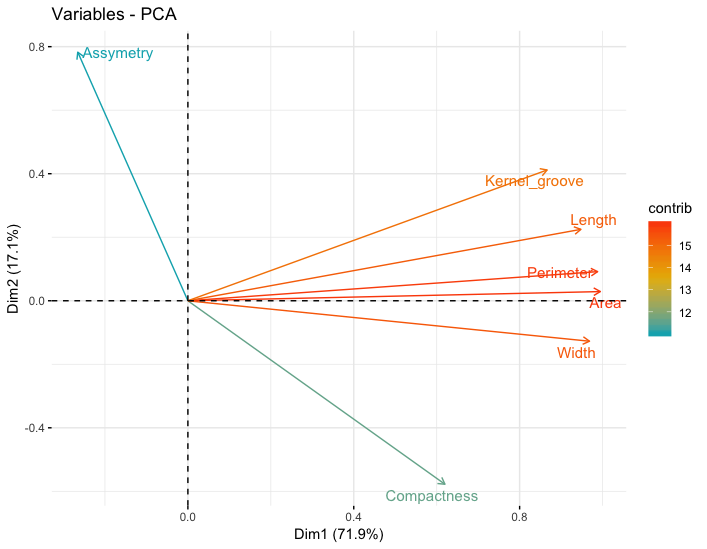 Variables - PCA
0.8
Assymetry
0.4
Kernel_groove
Length
Perimeter
0.0
Area
Width
-0.4
Compactness
0.0
0.4
0.8
Dim1 (71.9%)
Dim2 (17.1%)
contrib
15
14
13
12